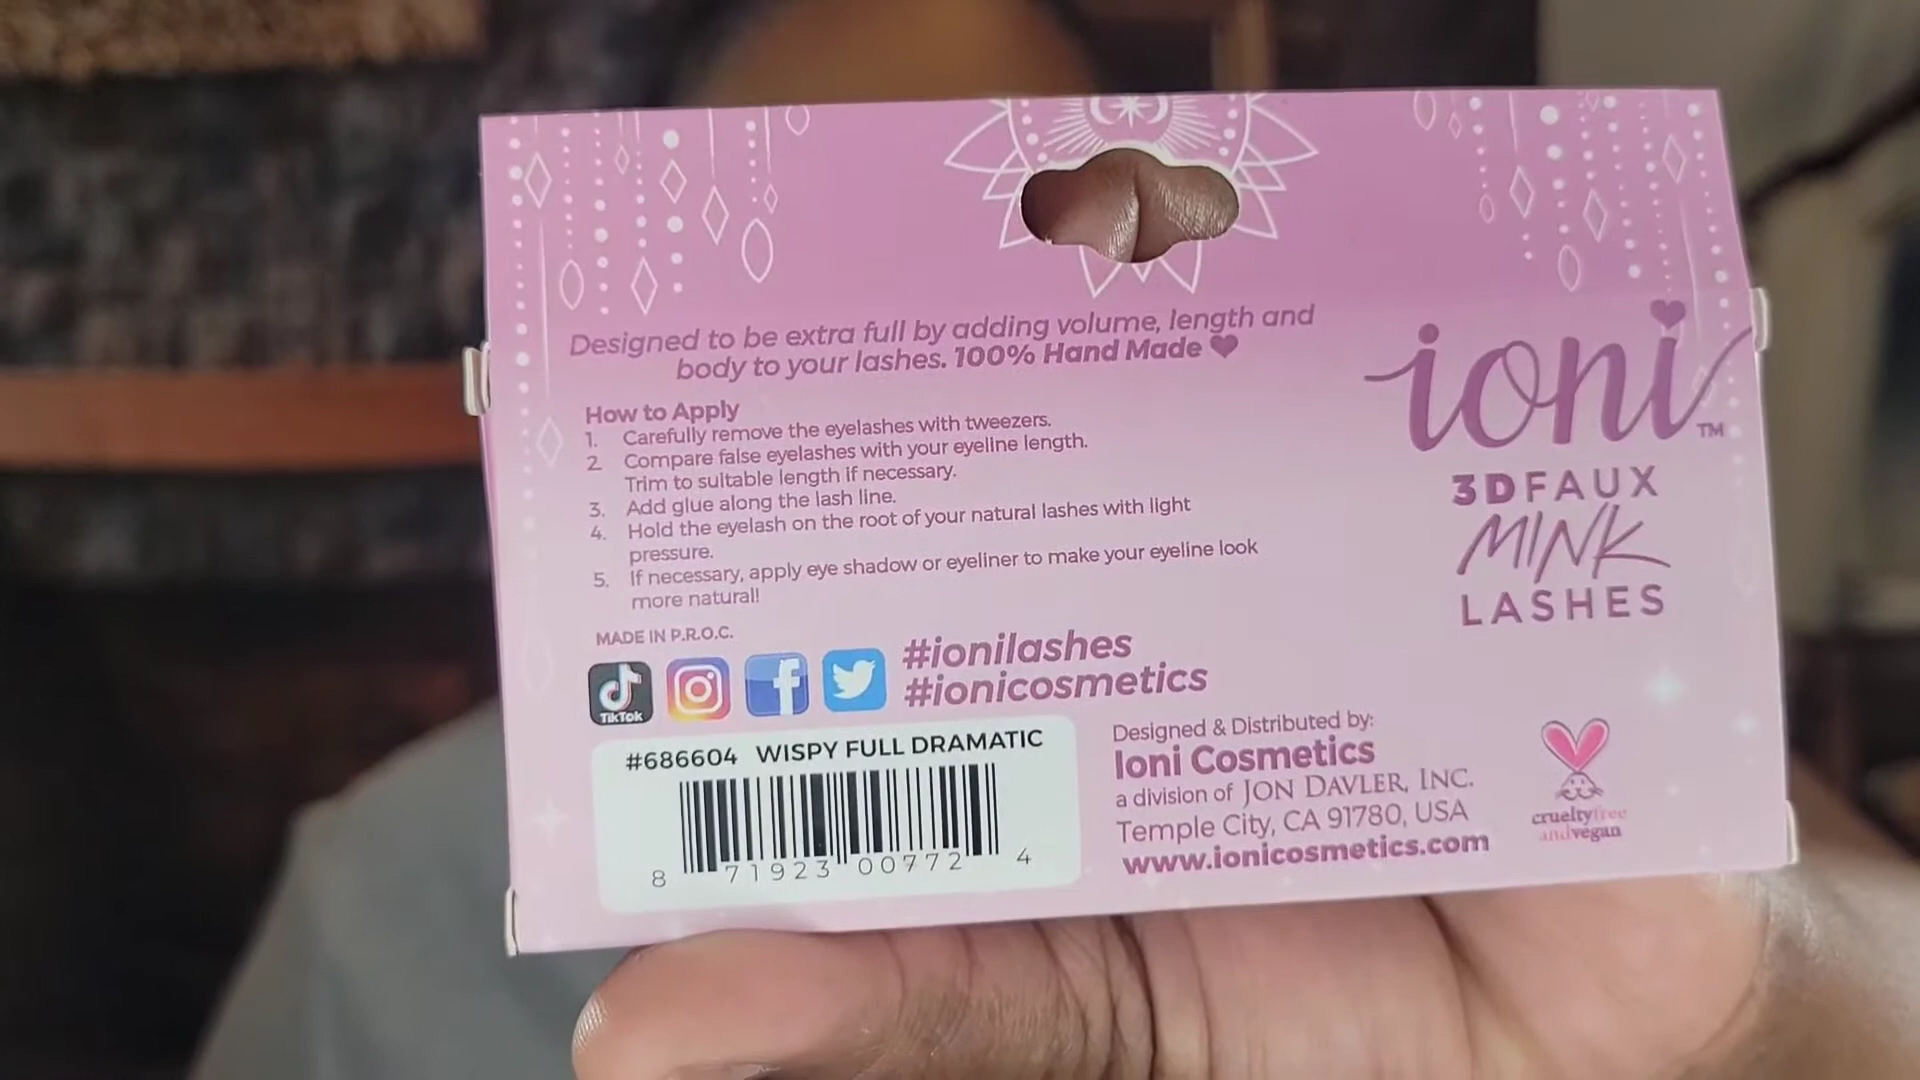 Designed to be extra full by adding volume, length and
body to your lashes. 100% Hand Made
How to Apply
1. Carefully remove the eyelashes with tweezers.
2. Compare false eyelashes with your eyeline length.
Trim to suitable length if necessary.
3. Add glue along the lash line.
4. Hold the eyelash on the root of your natural lashes with light
pressure.
5. If necessary, apply eye shadow or eyeliner to make your eyeline look
more natural!
MADE IN P.R.O.C.
TikTok
#ionilashes
#ionicosmetics
#686604 WISPY FULL DRAMATIC
8 71923 00772 4
Designed & Distributed by:
Ioni Cosmetics
a division of JON DAVLER, INC.
Temple City, CA 91780, USA
www.ionicosmetics.com
ioni™
3D FAUX
MINK
LASHES
crueltyfree
andvegan